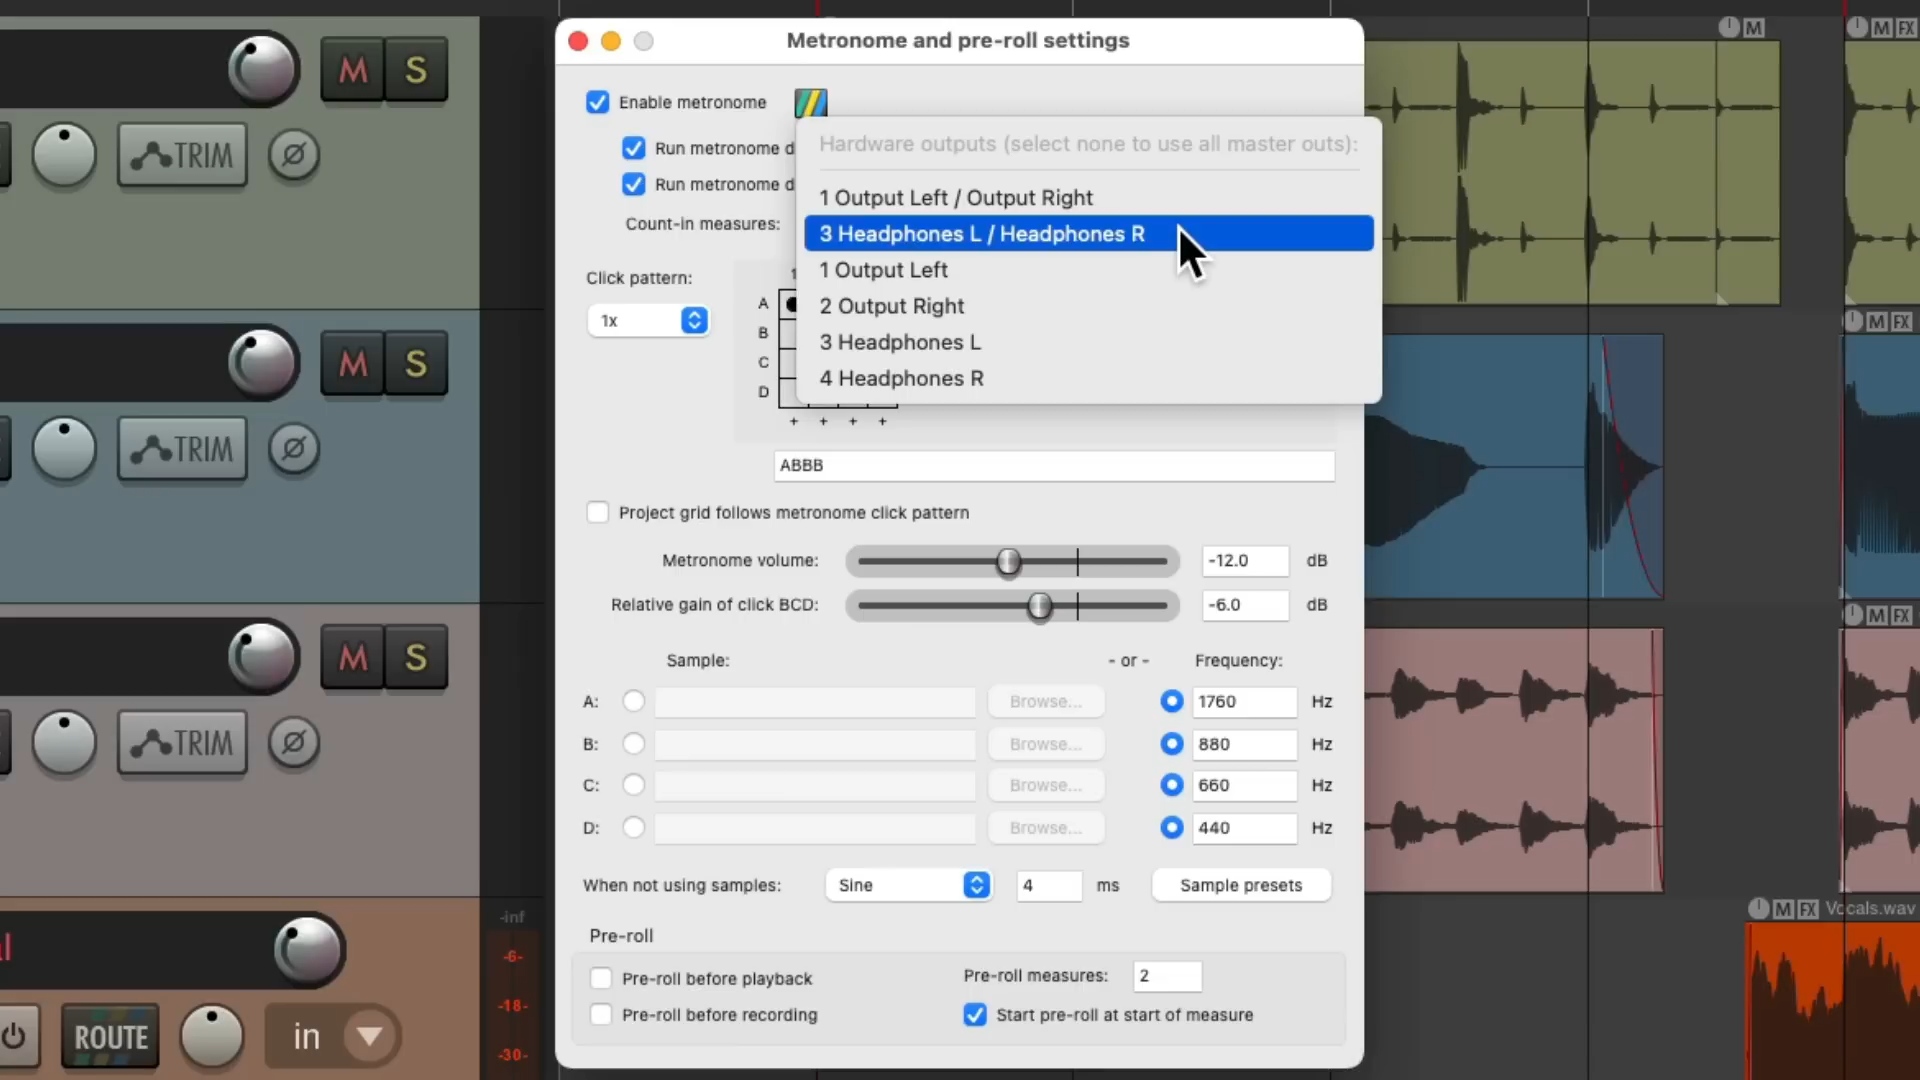 Metronome and pre-roll settings
M FX
M
M S
Enable metronome
Run metronome d
Hardware outputs (select none to use all master outs):
TRIM
Run metronome d
1 Output Left / Output Right
Count-in measures:
3 Headphones L / Headphones R
1 Output Left
Click pattern:
1
2 Output Right
1x
A
B
C
D
3 Headphones L
4 Headphones R
+ + + +
M FX
M S
TRIM
ABBB
Project grid follows metronome click pattern
Metronome volume: -12.0 dB
Relative gain of click BCD: -6.0 dB
M FX
M S
TRIM
Sample: - or - Frequency:
A: Browse... 1760 Hz
B: Browse... 880 Hz
C: Browse... 660 Hz
D: Browse... 440 Hz
When not using samples: Sine 4 ms Sample presets
M FX Vocals.wav
-inf
-6-
-18-
-30-
Pre-roll
Pre-roll before playback
Pre-roll measures: 2
Pre-roll before recording
Start pre-roll at start of measure
ROUTE
in